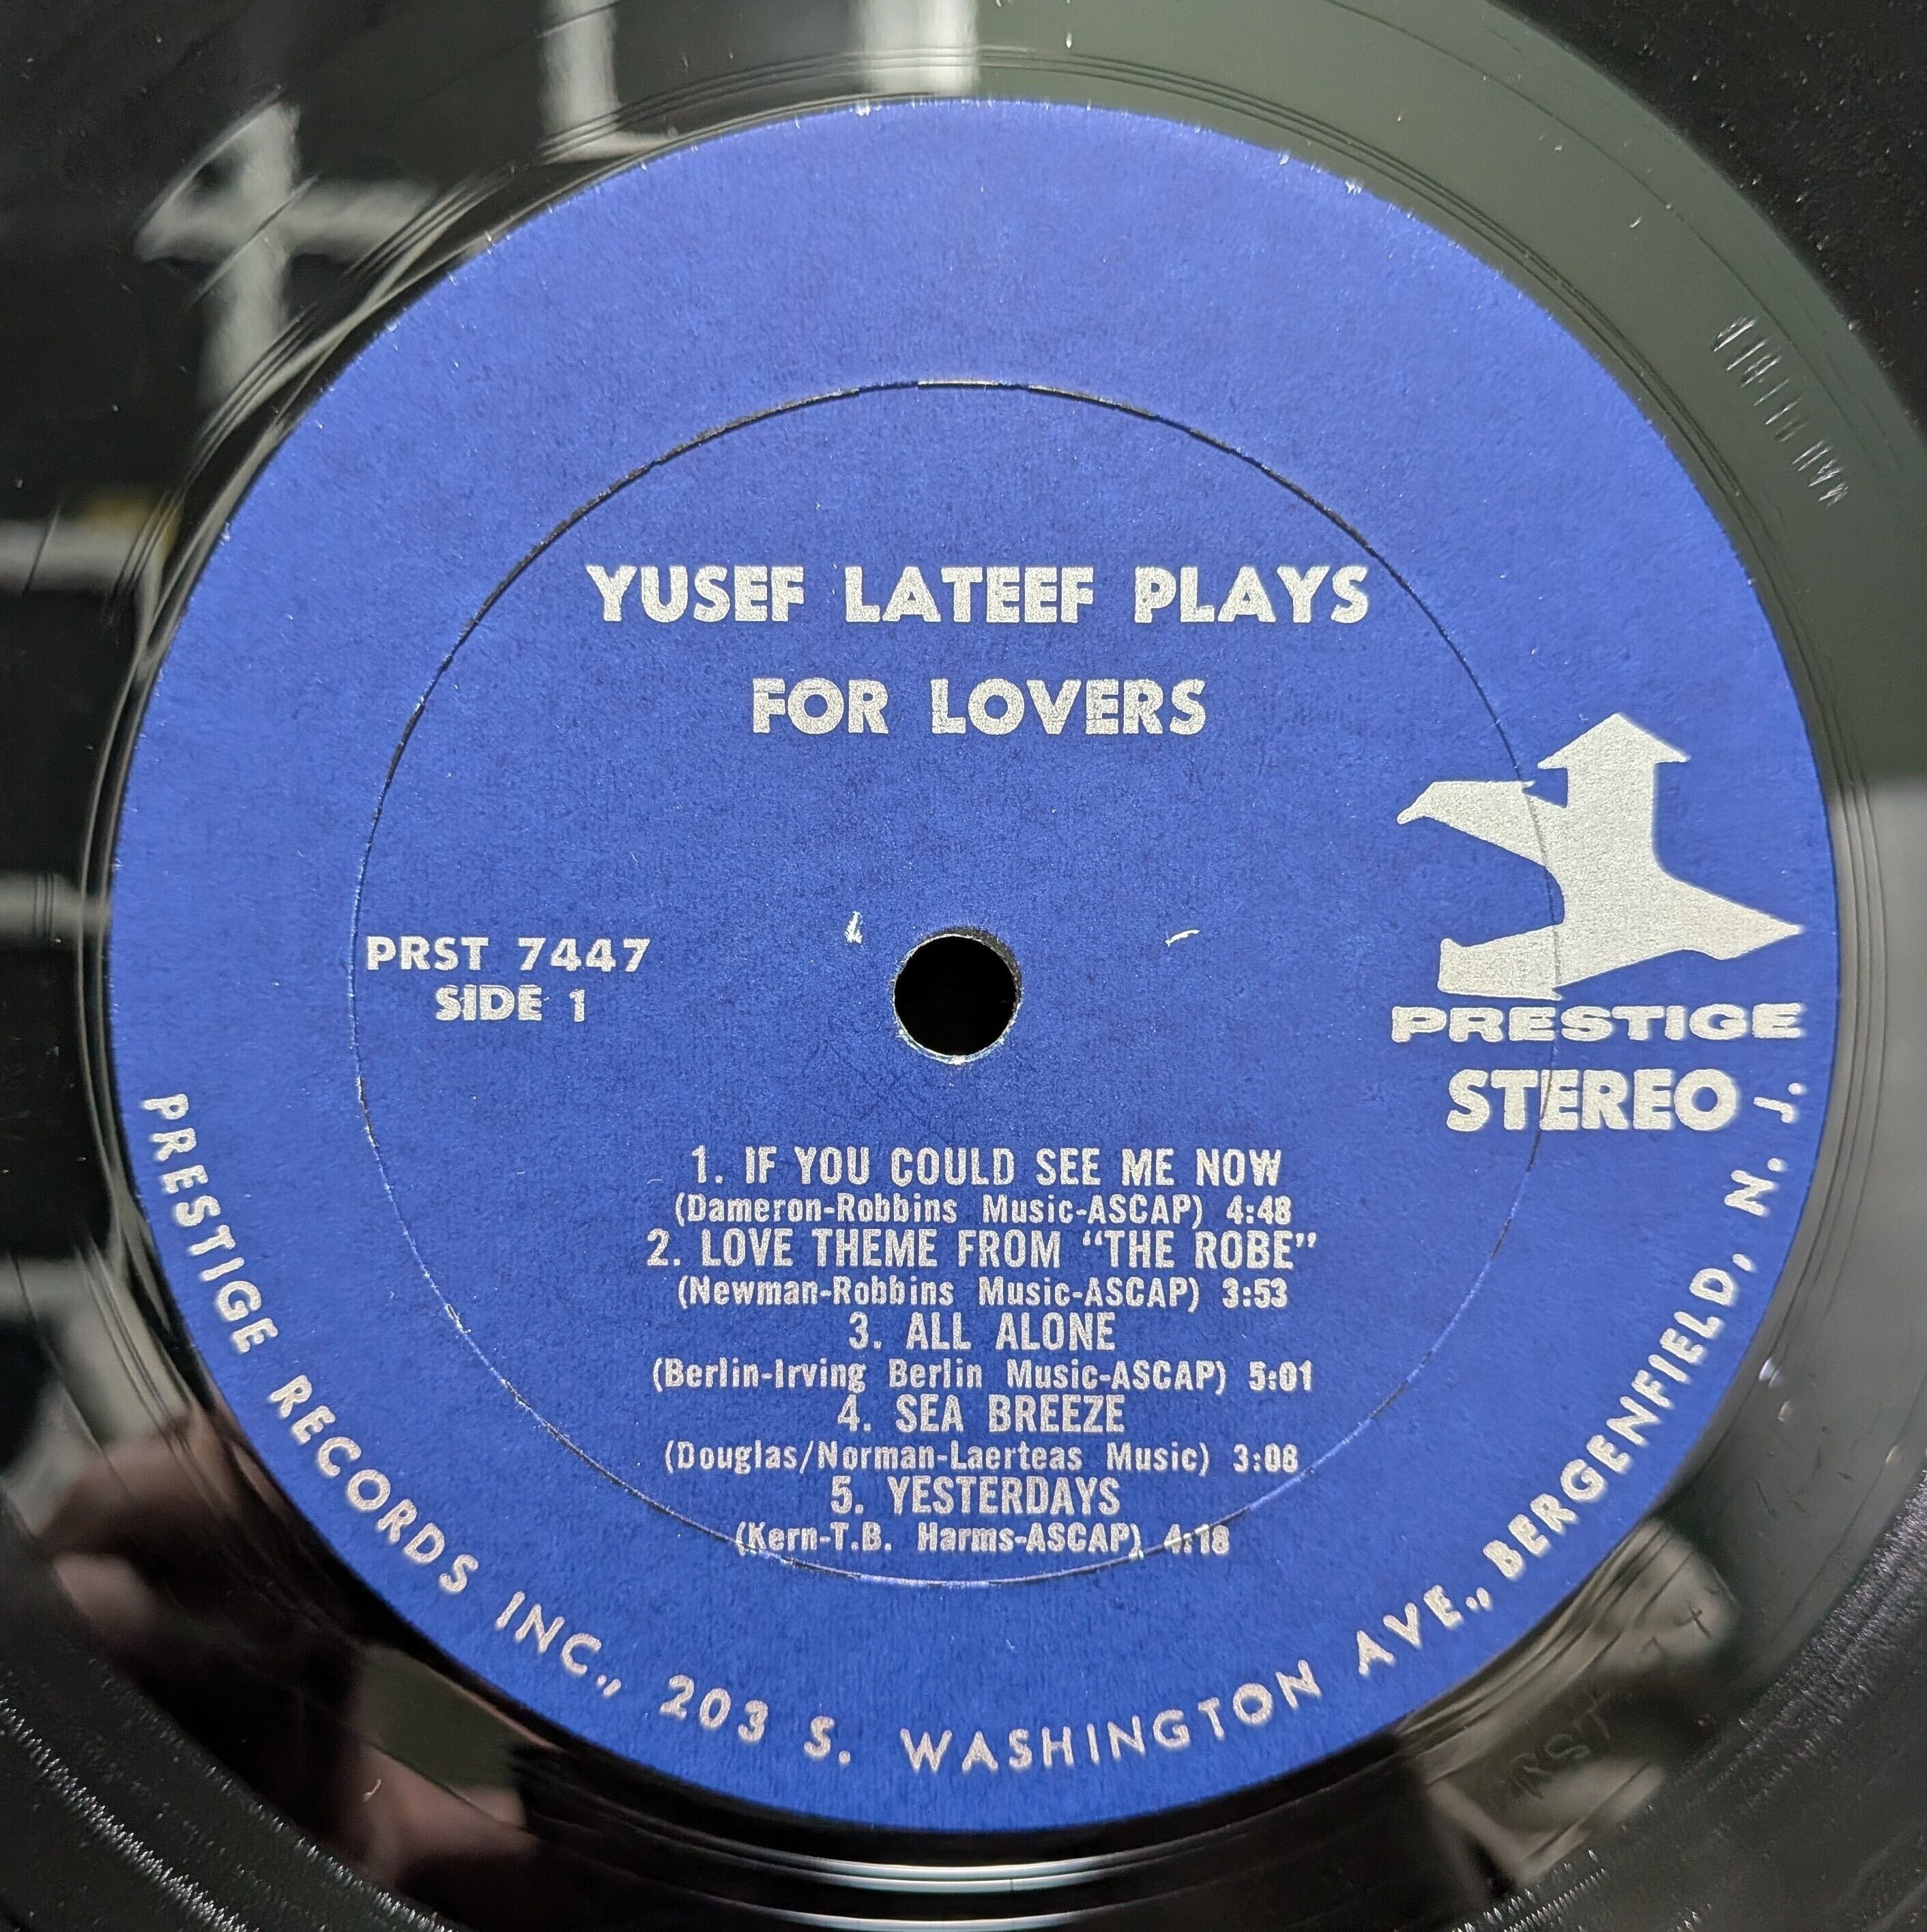 YUSEF LATEEF PLAYS
FOR LOVERS
PRST 7447
SIDE 1
PRESTIGE
STEREO
1. IF YOU COULD SEE ME NOW
(Dameron-Robbins Music-ASCAP) 4:48
2. LOVE THEME FROM “THE ROBE”
(Newman-Robbins Music-ASCAP) 3:53
3. ALL ALONE
(Berlin-Irving Berlin Music-ASCAP) 5:01
4. SEA BREEZE
(Douglas/Norman-Laerteas Music) 3:08
5. YESTERDAYS
(Kern-T.B. Harms-ASCAP) 4:18
PRESTIGE RECORDS INC., 203 S. WASHINGTON AVE., BERGENFIELD, N. J.